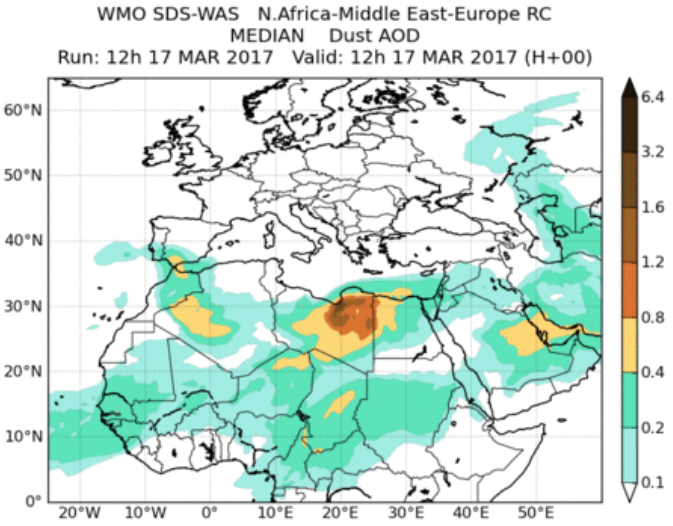 WMO SDS-WAS N.Africa-Middle East-Europe RC
MEDIAN Dust AOD
Run: 12h 17 MAR 2017 Valid: 12h 17 MAR 2017 (H+00)
60°N
50°N
40°N
30°N
20°N
10°N
0°
20°W 10°W 0° 10°E 20°E 30°E 40°E 50°E
6.4
3.2
1.6
1.2
0.8
0.4
0.2
0.1